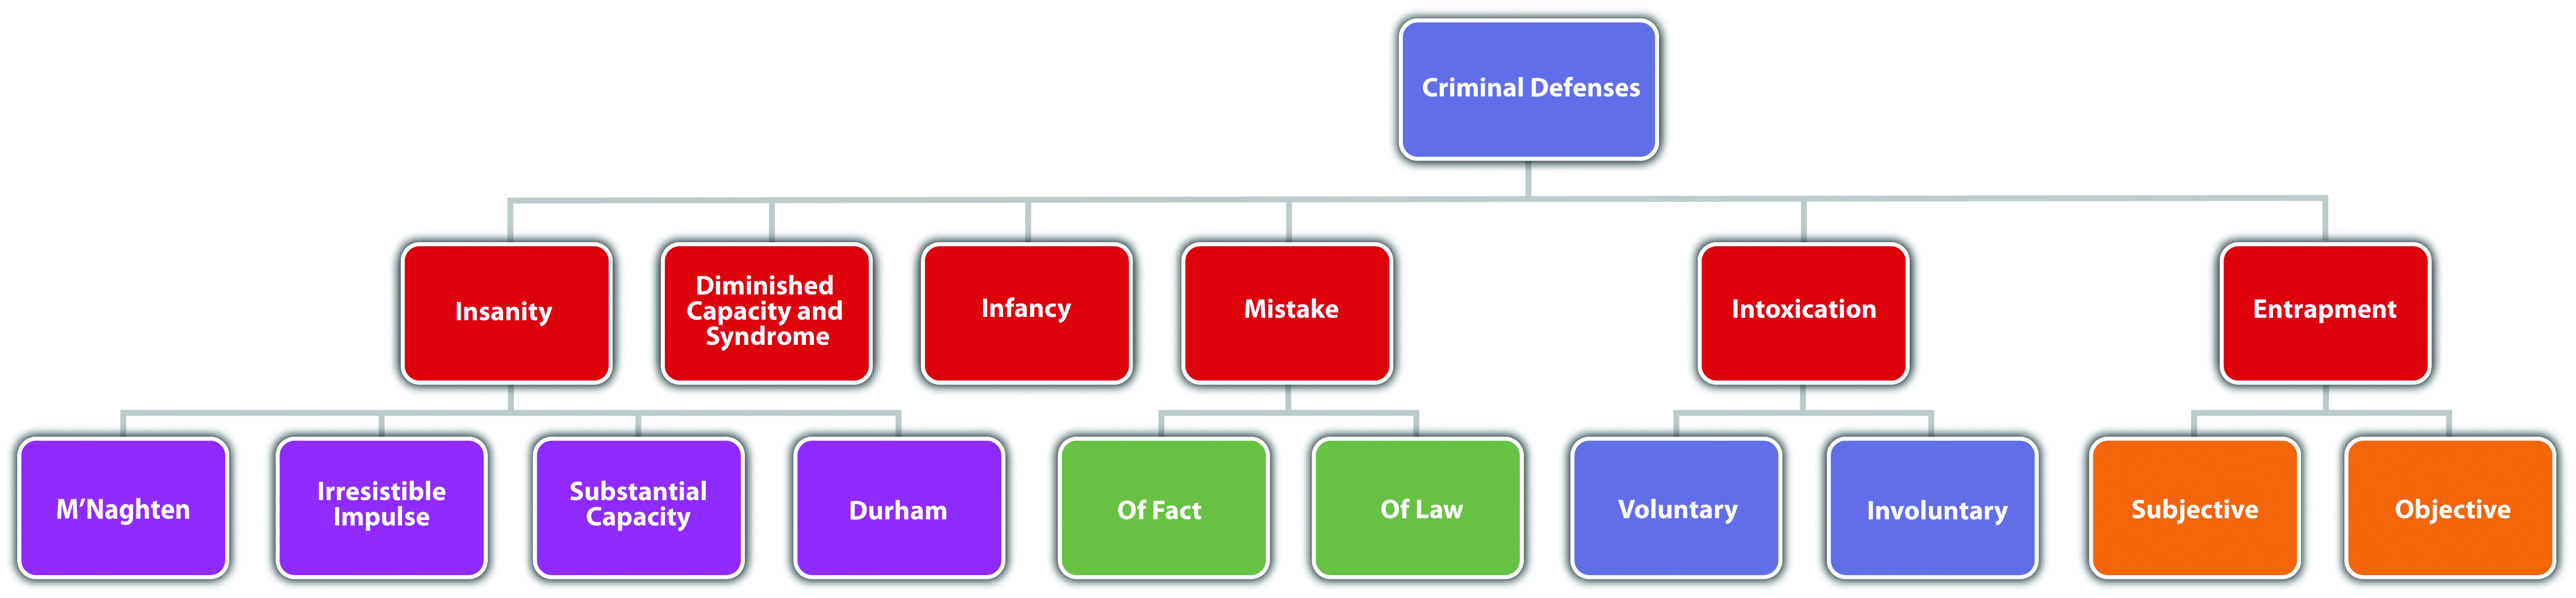 Criminal Defenses
Insanity
Diminished
Capacity and
Syndrome
Infancy
Mistake
Intoxication
Entrapment
M’Naghten
Irresistible
Impulse
Substantial
Capacity
Durham
Of Fact
Of Law
Voluntary
Involuntary
Subjective
Objective